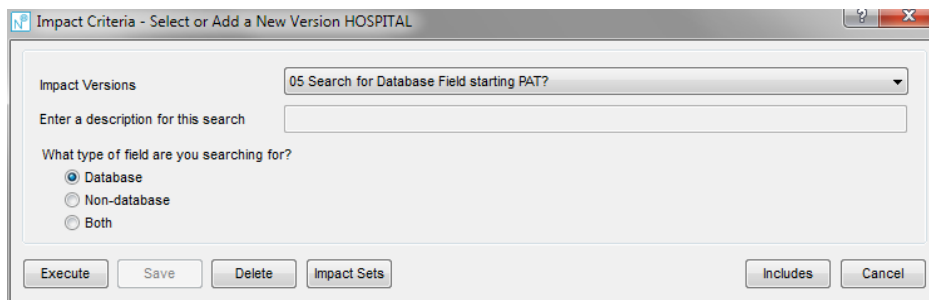 Impact Criteria - Select or Add a New Version HOSPITAL
Impact Versions
05 Search for Database Field starting PAT?
Enter a description for this search
What type of field are you searching for?
Database
Non-database
Both
Execute Save Delete Impact Sets Includes Cancel